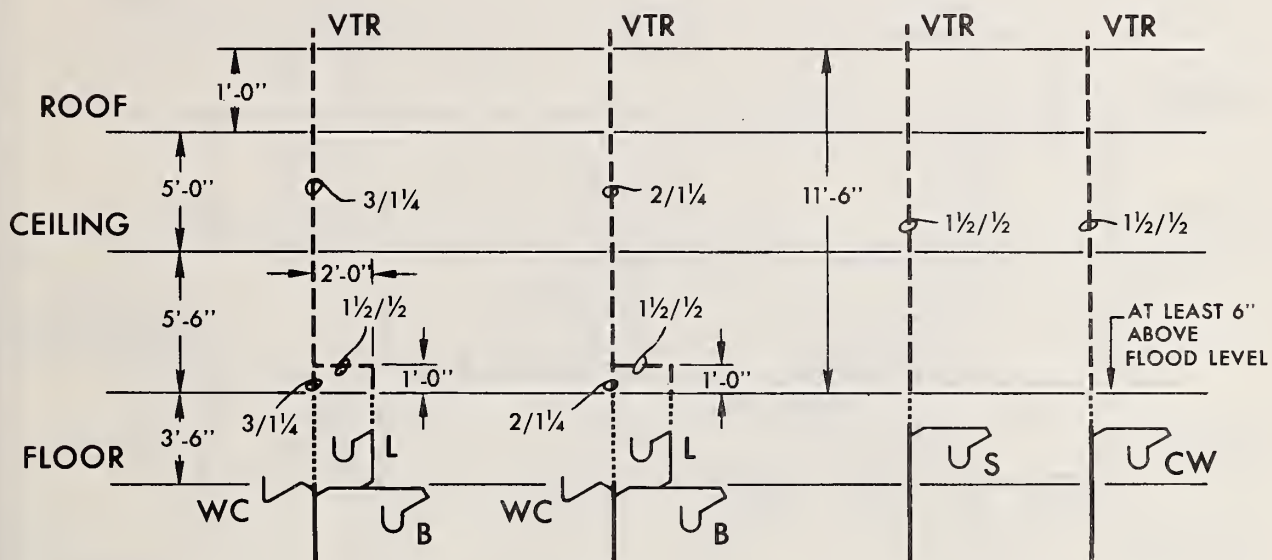 VTR VTR VTR VTR
1'-0"
ROOF
5'-0" 3/1¼ 2/1¼ 11'-6"
CEILING 1½/½ 1½/½
2'-0"
5'-6" 1½/½ 1½/½ AT LEAST 6"
ABOVE
FLOOD LEVEL
1'-0" 1'-0"
3/1¼ 2/1¼
3'-6"
FLOOR L L S CW
WC B WC B